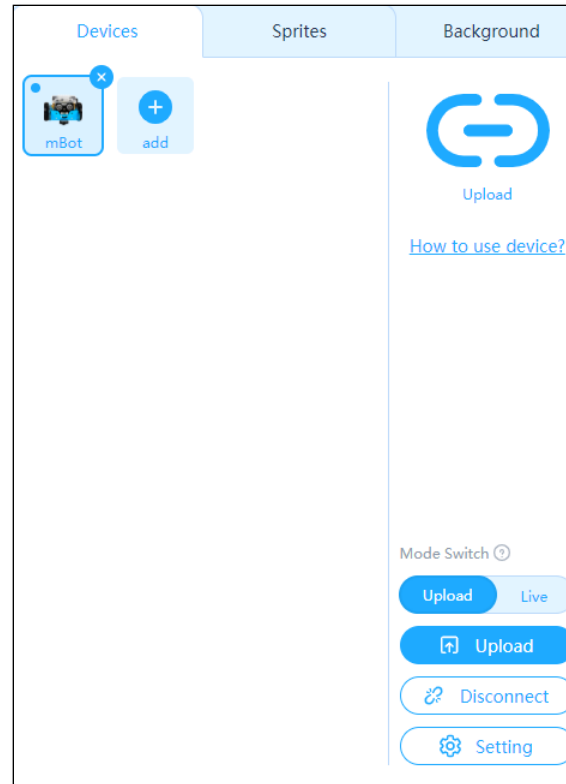 Devices Sprites Background
mBot add
Upload
How to use device?
Mode Switch
Upload Live
Upload
Disconnect
Setting